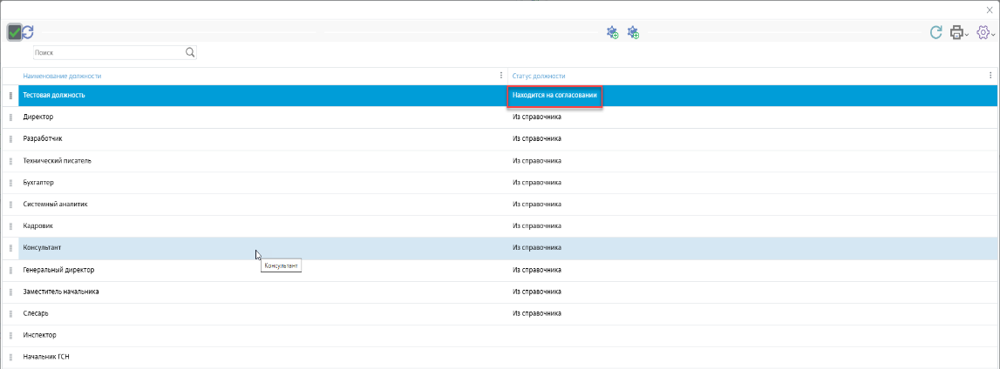 Поиск
Наименование должности Статус должности
Тестовая должность Находится на согласовании
Директор Из справочника
Разработчик Из справочника
Технический писатель Из справочника
Бухгалтер Из справочника
Системный аналитик Из справочника
Кадровик Из справочника
Консультант Из справочника
Консультант
Генеральный директор Из справочника
Заместитель начальника Из справочника
Слесарь Из справочника
Инспектор
Начальник ГСН